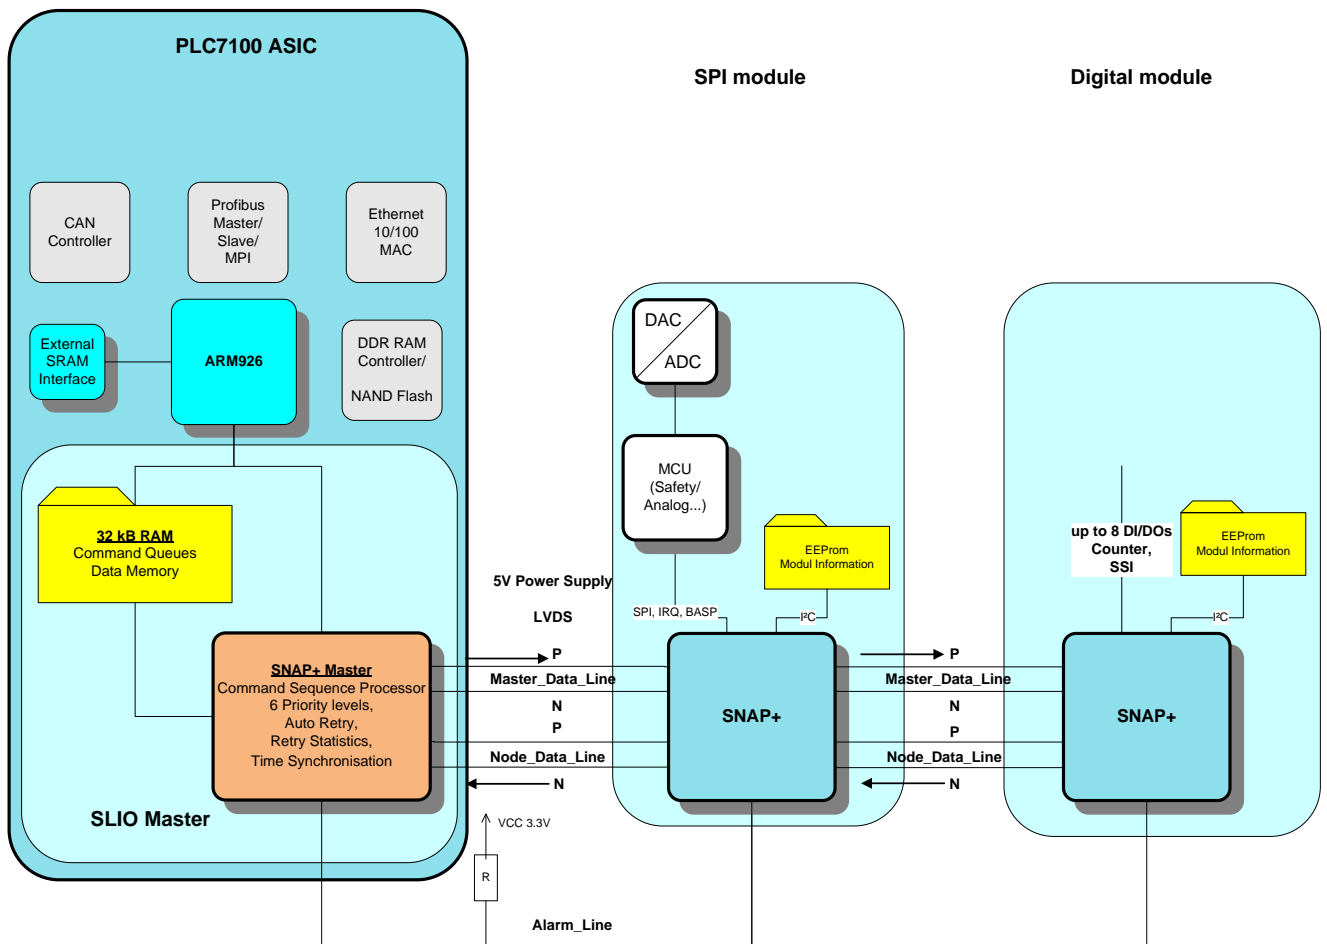 PLC7100 ASIC
SPI module
Digital module
CAN
Controller
Profibus
Master/
Slave/
MPI
Ethernet
10/100
MAC
External
SRAM
Interface
ARM926
DDR RAM
Controller/
NAND Flash
DAC
ADC
MCU
(Safety/
Analog...)
32 kB RAM
Command Queues
Data Memory
EEProm
Modul Information
up to 8 DI/DOs
Counter,
SSI
EEProm
Modul Information
5V Power Supply
LVDS
SPI, IRQ, BASP
I²C
I²C
SNAP+ Master
Command Sequence Processor
6 Priority levels,
Auto Retry,
Retry Statistics,
Time Synchronisation
P
Master_Data_Line
N
P
Node_Data_Line
N
SNAP+
P
Master_Data_Line
N
P
Node_Data_Line
N
SNAP+
SLIO Master
VCC 3.3V
R
Alarm_Line